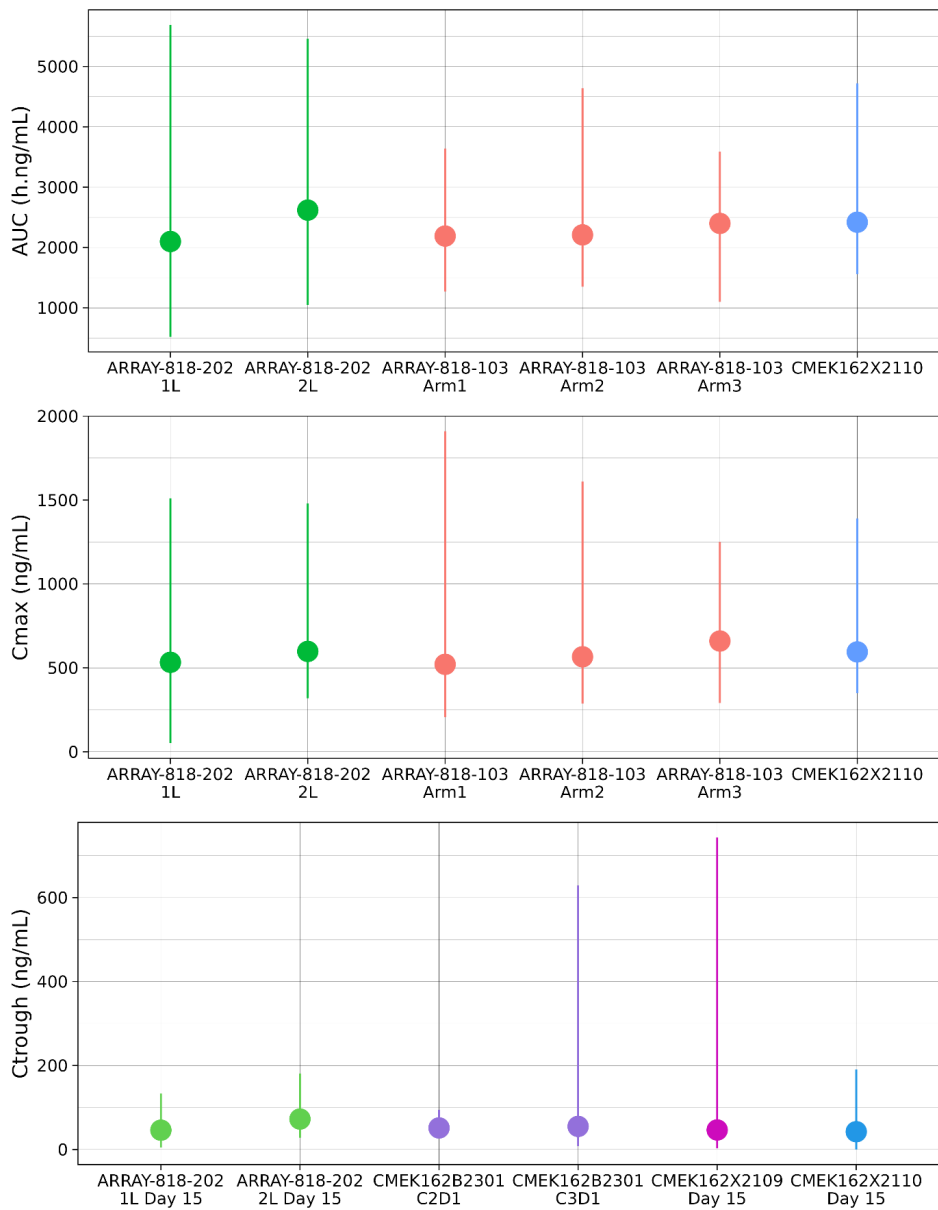 AUC (h.ng/mL)
5000
4000
3000
2000
1000
ARRAY-818-202 ARRAY-818-202 ARRAY-818-103 ARRAY-818-103 ARRAY-818-103 CMEK162X2110
1L 2L Arm1 Arm2 Arm3
Cmax (ng/mL)
2000
1500
1000
500
0
ARRAY-818-202 ARRAY-818-202 ARRAY-818-103 ARRAY-818-103 ARRAY-818-103 CMEK162X2110
1L 2L Arm1 Arm2 Arm3
Ctrough (ng/mL)
600
400
200
0
ARRAY-818-202 ARRAY-818-202 CMEK162B2301 CMEK162B2301 CMEK162X2109 CMEK162X2110
1L Day 15 2L Day 15 C2D1 C3D1 Day 15 Day 15